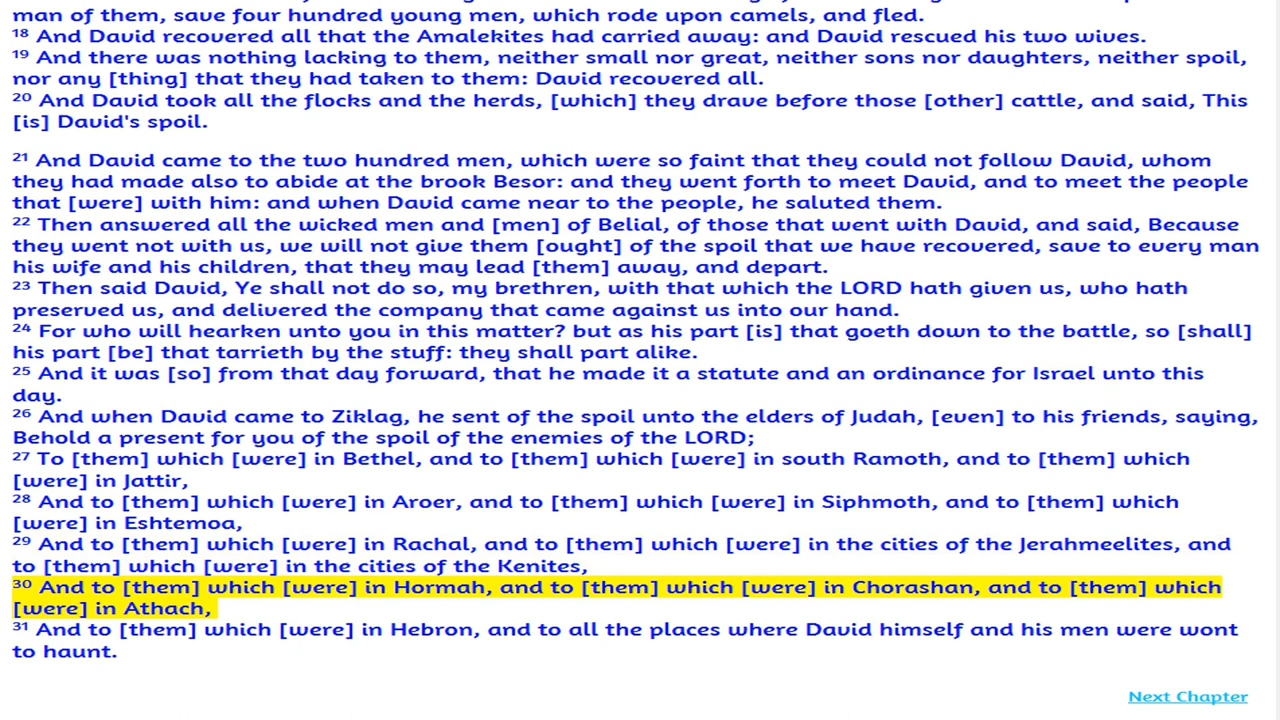 man of them, save four hundred young men, which rode upon camels, and fled.
18 And David recovered all that the Amalekites had carried away: and David rescued his two wives.
19 And there was nothing lacking to them, neither small nor great, neither sons nor daughters, neither spoil,
nor any [thing] that they had taken to them: David recovered all.
20 And David took all the flocks and the herds, [which] they drave before those [other] cattle, and said, This
[is] David's spoil.
21 And David came to the two hundred men, which were so faint that they could not follow David, whom
they had made also to abide at the brook Besor: and they went forth to meet David, and to meet the people
that [were] with him: and when David came near to the people, he saluted them.
22 Then answered all the wicked men and [men] of Belial, of those that went with David, and said, Because
they went not with us, we will not give them [ought] of the spoil that we have recovered, save to every man
his wife and his children, that they may lead [them] away, and depart.
23 Then said David, Ye shall not do so, my brethren, with that which the LORD hath given us, who hath
preserved us, and delivered the company that came against us into our hand.
24 For who will hearken unto you in this matter? but as his part [is] that goeth down to the battle, so [shall]
his part [be] that tarrieth by the stuff: they shall part alike.
25 And it was [so] from that day forward, that he made it a statute and an ordinance for Israel unto this
day.
26 And when David came to Ziklag, he sent of the spoil unto the elders of Judah, [even] to his friends, saying,
Behold a present for you of the spoil of the enemies of the LORD;
27 To [them] which [were] in Bethel, and to [them] which [were] in south Ramoth, and to [them] which
[were] in Jattir,
28 And to [them] which [were] in Aroer, and to [them] which [were] in Siphmoth, and to [them] which
[were] in Eshtemoa,
29 And to [them] which [were] in Rachal, and to [them] which [were] in the cities of the Jerahmeelites, and
to [them] which [were] in the cities of the Kenites,
30 And to [them] which [were] in Hormah, and to [them] which [were] in Chorashan, and to [them] which
[were] in Athach,
31 And to [them] which [were] in Hebron, and to all the places where David himself and his men were wont
to haunt.
Next Chapter